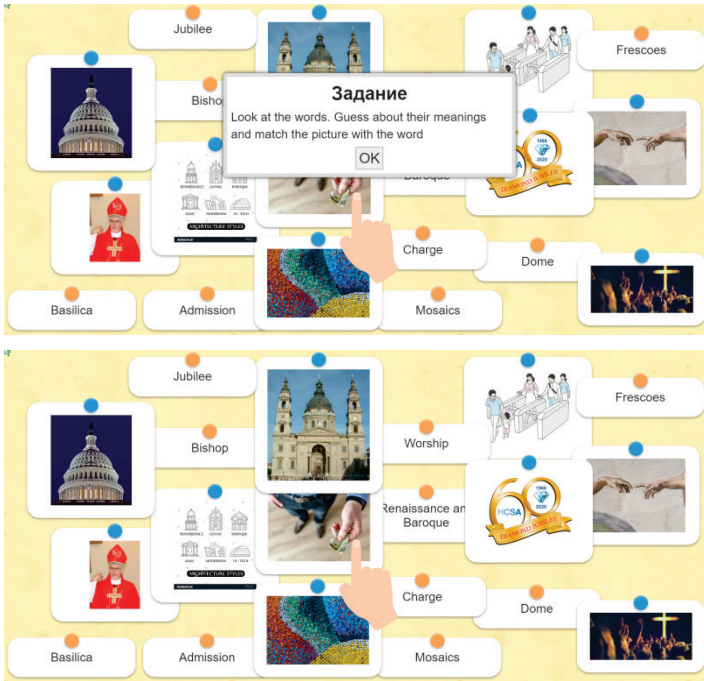 Jubilee
Frescoes
Bisho
Задание
Look at the words. Guess about their meanings
and match the picture with the word
OK
RENAISSANCE GOTHIC BAROQUE
IONIC MODERNISM HI-TECH
ARCHITECTURE STYLES
Baroque
A
1960
2020
DIAMOND JUBILEE
Charge
Dome
Basilica
Admission
Mosaics
Jubilee
Frescoes
Bishop
Worship
Renaissance an
Baroque
RENAISSANCE GOTHIC BAROQUE
IONIC MODERNISM HI-TECH
ARCHITECTURE STYLES
HCSA
1960
2020
DIAMOND JUBILEE
Charge
Dome
Basilica
Admission
Mosaics